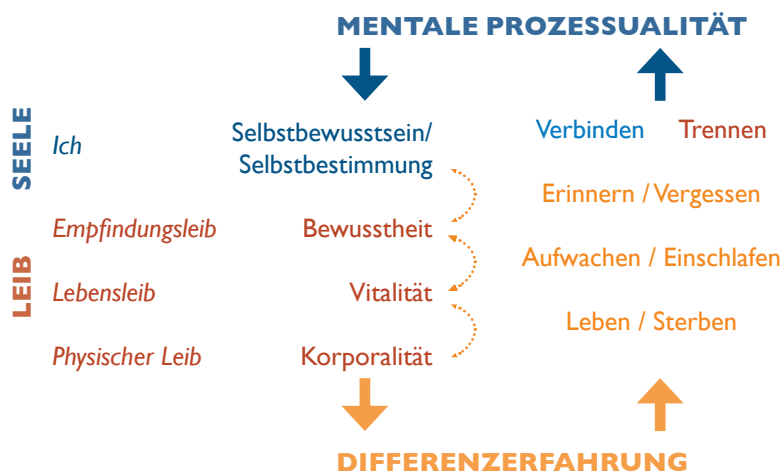 MENTALE PROZESSUALITÄT
SEELE
Ich
Selbstbewusstsein/
Selbstbestimmung
Verbinden Trennen
Erinnern / Vergessen
LEIB
Empfindungsleib
Bewusstheit
Aufwachen / Einschlafen
Lebensleib
Vitalität
Leben / Sterben
Physischer Leib
Korporalität
DIFFERENZERFAHRUNG